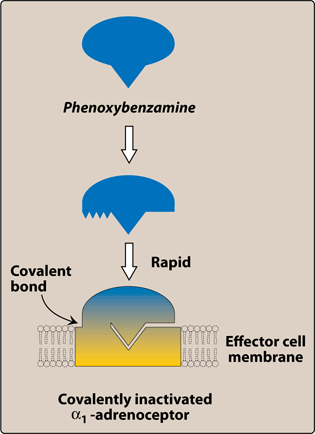 Phenoxybenzamine
Rapid
Covalent
bond
Effector cell
membrane
Covalently inactivated
α1-adrenoceptor